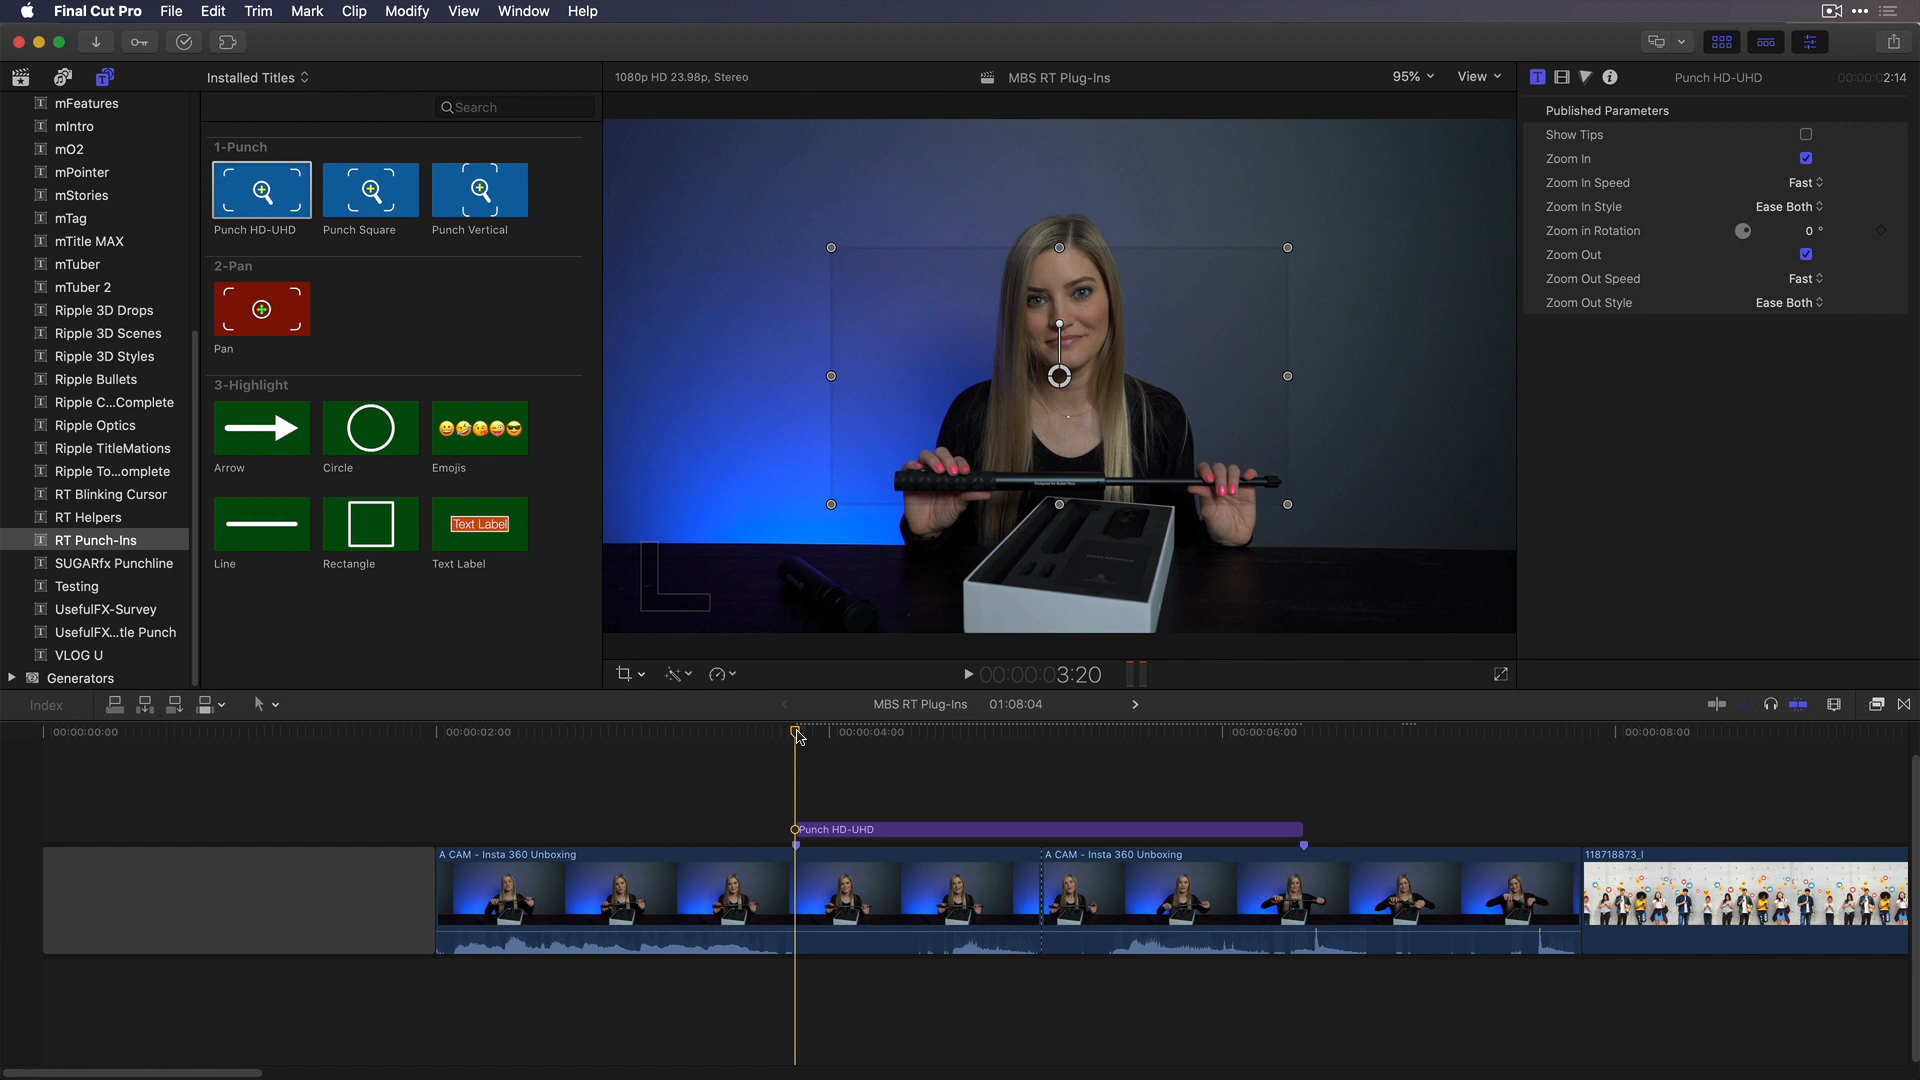 Final Cut Pro File Edit Trim Mark Clip Modify View Window Help
Installed Titles
1080p HD 23.98p, Stereo
MBS RT Plug-Ins
95%
View
Punch HD-UHD
00:00:02:14
mFeatures
mIntro
mO2
mPointer
mStories
mTag
mTitle MAX
mTuber
mTuber 2
Ripple 3D Drops
Ripple 3D Scenes
Ripple 3D Styles
Ripple Bullets
Ripple C...Complete
Ripple Optics
Ripple TitleMations
Ripple To...omplete
RT Blinking Cursor
RT Helpers
RT Punch-Ins
SUGARfx Punchline
Testing
UsefulFX-Survey
UsefulFX...tle Punch
VLOG U
Generators
Search
1-Punch
Punch HD-UHD
Punch Square
Punch Vertical
2-Pan
Pan
3-Highlight
Arrow
Circle
Emojis
Text Label
Line
Rectangle
Text Label
Published Parameters
Show Tips
Zoom In
Zoom In Speed Fast
Zoom In Style Ease Both
Zoom in Rotation 0 °
Zoom Out
Zoom Out Speed Fast
Zoom Out Style Ease Both
00:00:03:20
Index
MBS RT Plug-Ins 01:08:04
00:00:00:00
00:00:02:00
00:00:04:00
00:00:06:00
00:00:08:00
Punch HD-UHD
A CAM - Insta 360 Unboxing
A CAM - Insta 360 Unboxing
118718873_l